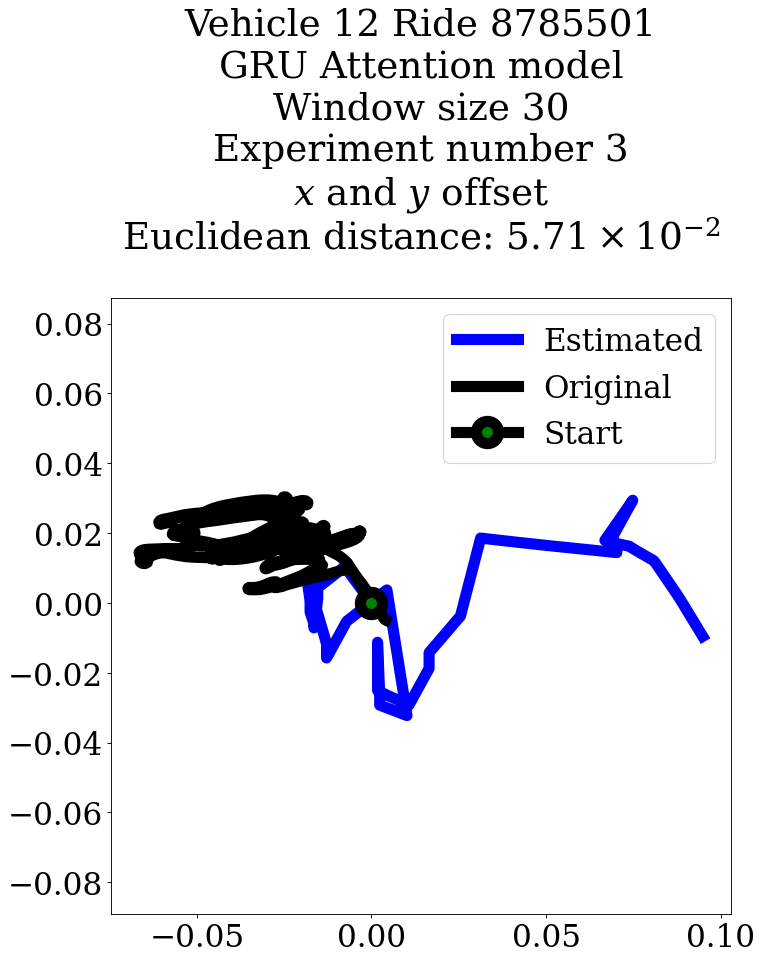 Vehicle 12 Ride 8785501
GRU Attention model
Window size 30
Experiment number 3
x and y offset
Euclidean distance: 5.71 × 10⁻²
Estimated
Original
Start
0.08
0.06
0.04
0.02
0.00
−0.02
−0.04
−0.06
−0.08
−0.05 0.00 0.05 0.10